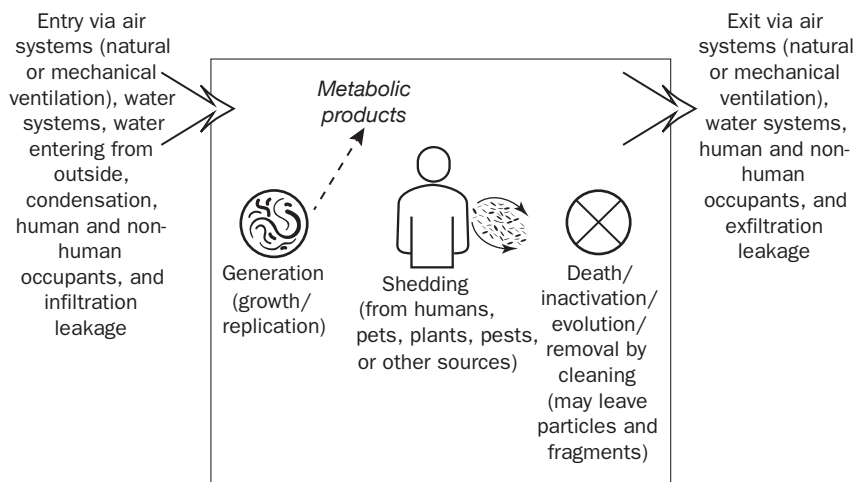 Entry via air
systems (natural
or mechanical
ventilation), water
systems, water
entering from
outside,
condensation,
human and non-
human
occupants, and
infiltration
leakage
Metabolic
products
Generation
(growth/
replication)
Shedding
(from humans,
pets, plants, pests,
or other sources)
Death/
inactivation/
evolution/
removal by
cleaning
(may leave
particles and
fragments)
Exit via air
systems (natural
or mechanical
ventilation),
water systems,
human and non-
human
occupants, and
exfiltration
leakage